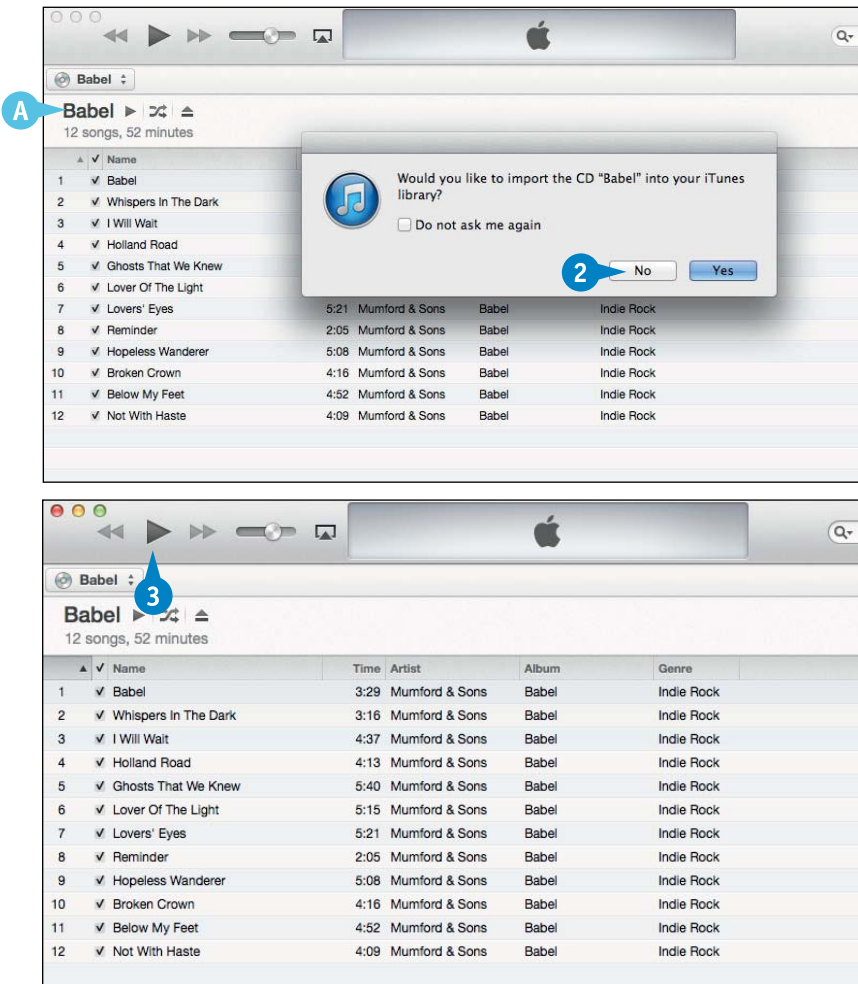 Babel
A
Babel
12 songs, 52 minutes
Name
Would you like to import the CD “Babel” into your iTunes
library?
Do not ask me again
2
No Yes
1 Babel
2 Whispers In The Dark
3 I Will Wait
4 Holland Road
5 Ghosts That We Knew
6 Lover Of The Light
7 Lovers' Eyes 5:21 Mumford & Sons Babel Indie Rock
8 Reminder 2:05 Mumford & Sons Babel Indie Rock
9 Hopeless Wanderer 5:08 Mumford & Sons Babel Indie Rock
10 Broken Crown 4:16 Mumford & Sons Babel Indie Rock
11 Below My Feet 4:52 Mumford & Sons Babel Indie Rock
12 Not With Haste 4:09 Mumford & Sons Babel Indie Rock
Babel
3
Babel
12 songs, 52 minutes
Name Time Artist Album Genre
1 Babel 3:29 Mumford & Sons Babel Indie Rock
2 Whispers In The Dark 3:16 Mumford & Sons Babel Indie Rock
3 I Will Wait 4:37 Mumford & Sons Babel Indie Rock
4 Holland Road 4:13 Mumford & Sons Babel Indie Rock
5 Ghosts That We Knew 5:40 Mumford & Sons Babel Indie Rock
6 Lover Of The Light 5:15 Mumford & Sons Babel Indie Rock
7 Lovers' Eyes 5:21 Mumford & Sons Babel Indie Rock
8 Reminder 2:05 Mumford & Sons Babel Indie Rock
9 Hopeless Wanderer 5:08 Mumford & Sons Babel Indie Rock
10 Broken Crown 4:16 Mumford & Sons Babel Indie Rock
11 Below My Feet 4:52 Mumford & Sons Babel Indie Rock
12 Not With Haste 4:09 Mumford & Sons Babel Indie Rock